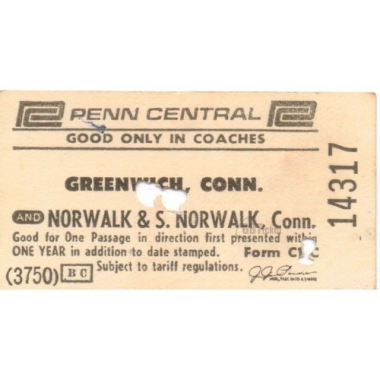 PENN CENTRAL
GOOD ONLY IN COACHES
GREENWICH, CONN.
AND NORWALK & S. NORWALK, Conn.
Good for One Passage in direction first presented within
ONE YEAR in addition to date stamped. Form
Subject to tariff regulations.
(3750) BC
14317